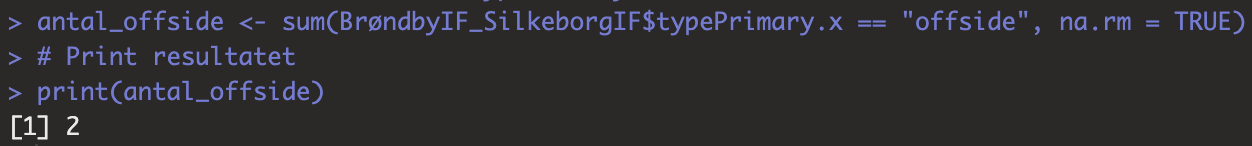 > antal_offside <- sum(BrøndbyIF_SilkeborgIF$typePrimary.x == "offside", na.rm = TRUE)
> # Print resultatet
> print(antal_offside)
[1] 2